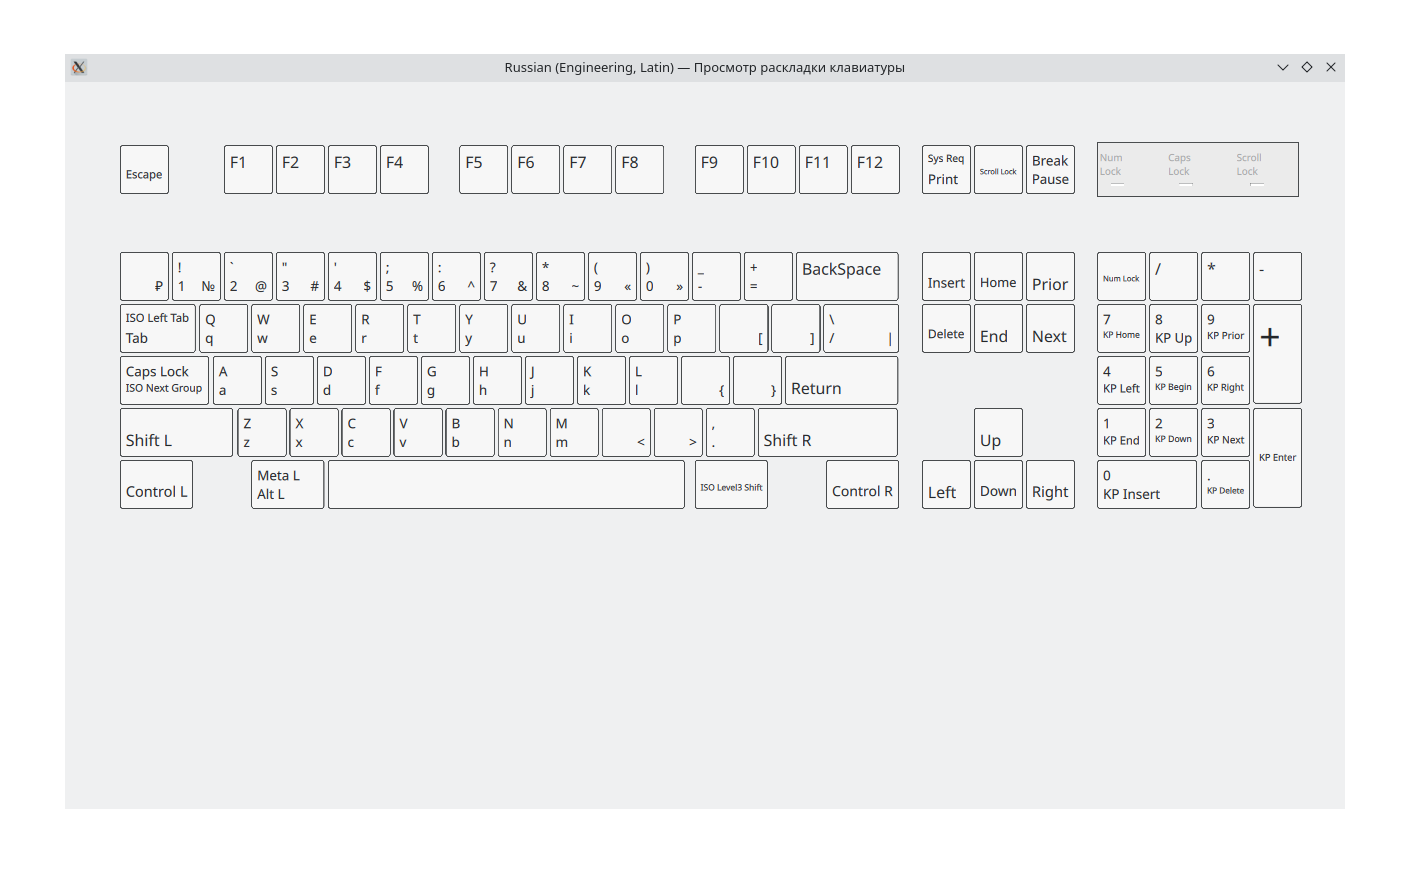 Russian (Engineering, Latin) — Просмотр раскладки клавиатуры
Escape F1 F2 F3 F4 F5 F6 F7 F8 F9 F10 F11 F12 Sys Req Print Scroll Lock Break Pause Num Lock Caps Lock Scroll Lock
! ` " ' ; : ? * ( ) _ + BackSpace
₽ 1 № 2 @ 3 # 4 $ 5 % 6 ^ 7 & 8 ~ 9 « 0 » - =
Insert Home Prior Num Lock / * -
ISO Left Tab Q W E R T Y U I O P \
Tab q w e r t y u i o p [ ] / |
Delete End Next 7 8 9 +
KP Home KP Up KP Prior
Caps Lock A S D F G H J K L
ISO Next Group a s d f g h j k l { } Return
4 5 6
KP Left KP Begin KP Right
Z X C V B N M ,
Shift L z x c v b n m < > . Shift R
Up 1 2 3
KP End KP Down KP Next KP Enter
Meta L
Control L Alt L ISO Level3 Shift Control R
Left Down Right 0 .
KP Insert KP Delete